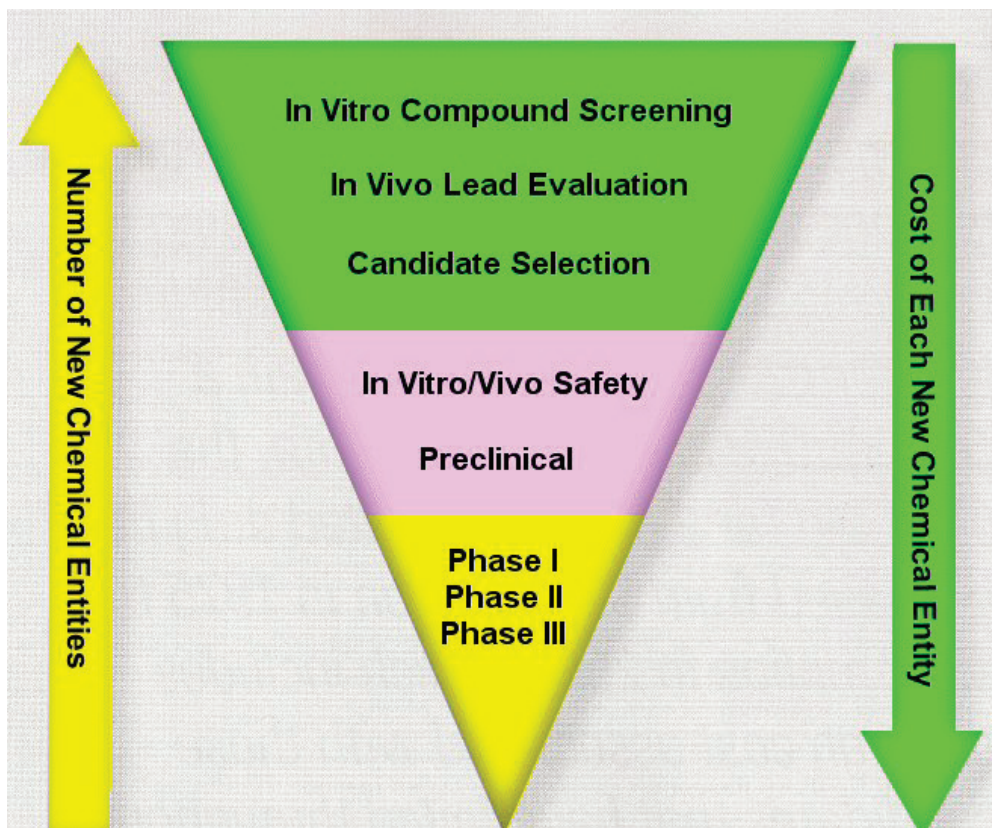 Number of New Chemical Entities
In Vitro Compound Screening
In Vivo Lead Evaluation
Candidate Selection
In Vitro/Vivo Safety
Preclinical
Phase I
Phase II
Phase III
Cost of Each New Chemical Entity